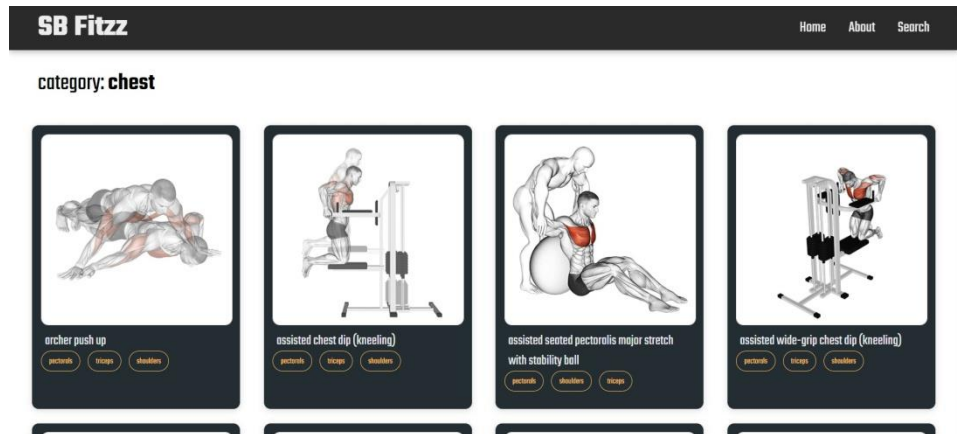 SB Fitzz
Home About Search
category: chest
archer push up
pectorals triceps shoulders
assisted chest dip (kneeling)
pectorals triceps shoulders
assisted seated pectoralis major stretch
with stability ball
pectorals shoulders triceps
assisted wide-grip chest dip (kneeling)
pectorals triceps shoulders